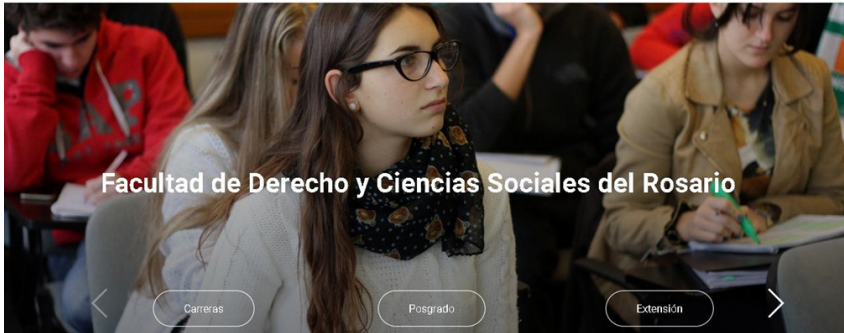 Facultad de Derecho y Ciencias Sociales del Rosario
Carreras
Posgrado
Extensión